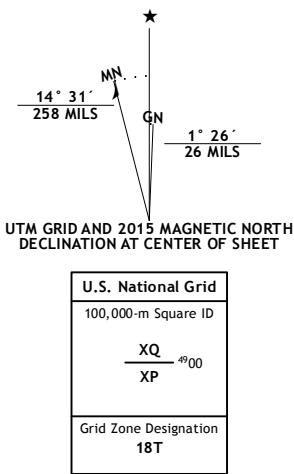 ★
MN
GN
14° 31´
258 MILS
1° 26´
26 MILS
UTM GRID AND 2015 MAGNETIC NORTH
DECLINATION AT CENTER OF SHEET
U.S. National Grid
100,000-m Square ID
XQ
4900
XP
Grid Zone Designation
18T